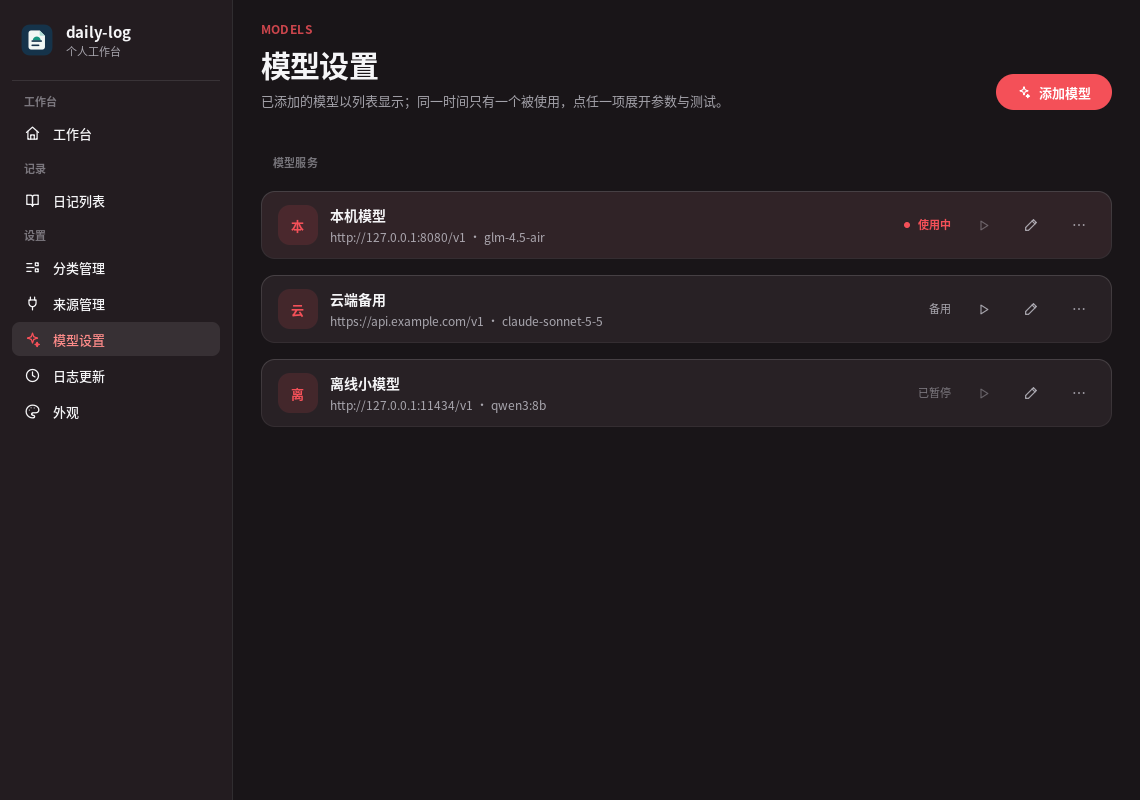 daily-log
个人工作台
工作台
工作台
记录
日记列表
设置
分类管理
来源管理
模型设置
日志更新
外观
MODELS
模型设置
已添加的模型以列表显示；同一时间只有一个被使用，点任一项展开参数与测试。
添加模型
模型服务
本
本机模型
http://127.0.0.1:8080/v1 · glm-4.5-air
使用中
云
云端备用
https://api.example.com/v1 · claude-sonnet-5-5
备用
离
离线小模型
http://127.0.0.1:11434/v1 · qwen3:8b
已暂停